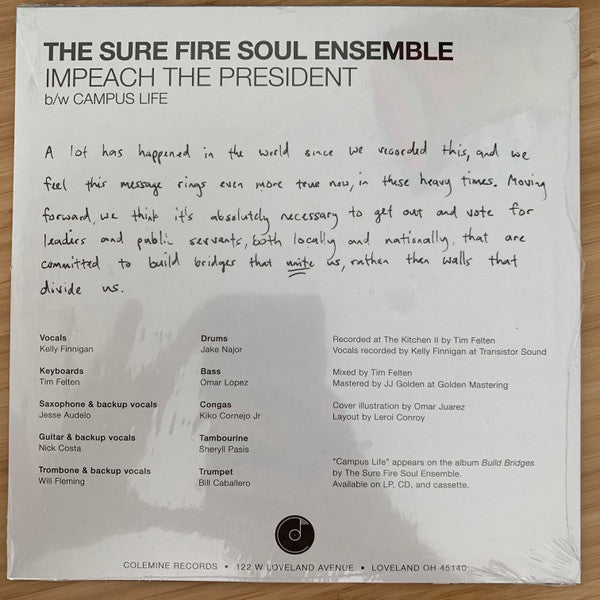 THE SURE FIRE SOUL ENSEMBLE
IMPEACH THE PRESIDENT
b/w CAMPUS LIFE
A lot has happened in the world since we recorded this, and we
feel this message rings even more true now, in these heavy times. Moving
forward, we think it's absolutely necessary to get out and vote for
leaders and public servants, both locally and nationally, that are
committed to build bridges that unite us, rather then walls that
divide us.
Vocals
Kelly Finnigan
Keyboards
Tim Felten
Saxophone & backup vocals
Jesse Audelo
Guitar & backup vocals
Nick Costa
Trombone & backup vocals
Will Fleming
Drums
Jake Najor
Bass
Omar Lopez
Congas
Kiko Cornejo Jr
Tambourine
Sheryll Pasis
Trumpet
Bill Caballero
Recorded at The Kitchen II by Tim Felten
Vocals recorded by Kelly Finnigan at Transistor Sound
Mixed by Tim Felten
Mastered by JJ Golden at Golden Mastering
Cover illustration by Omar Juarez
Layout by Leroi Conroy
"Campus Life" appears on the album Build Bridges
by The Sure Fire Soul Ensemble.
Available on LP, CD, and cassette.
COLEMINE RECORDS • 122 W LOVELAND AVENUE • LOVELAND OH 45140